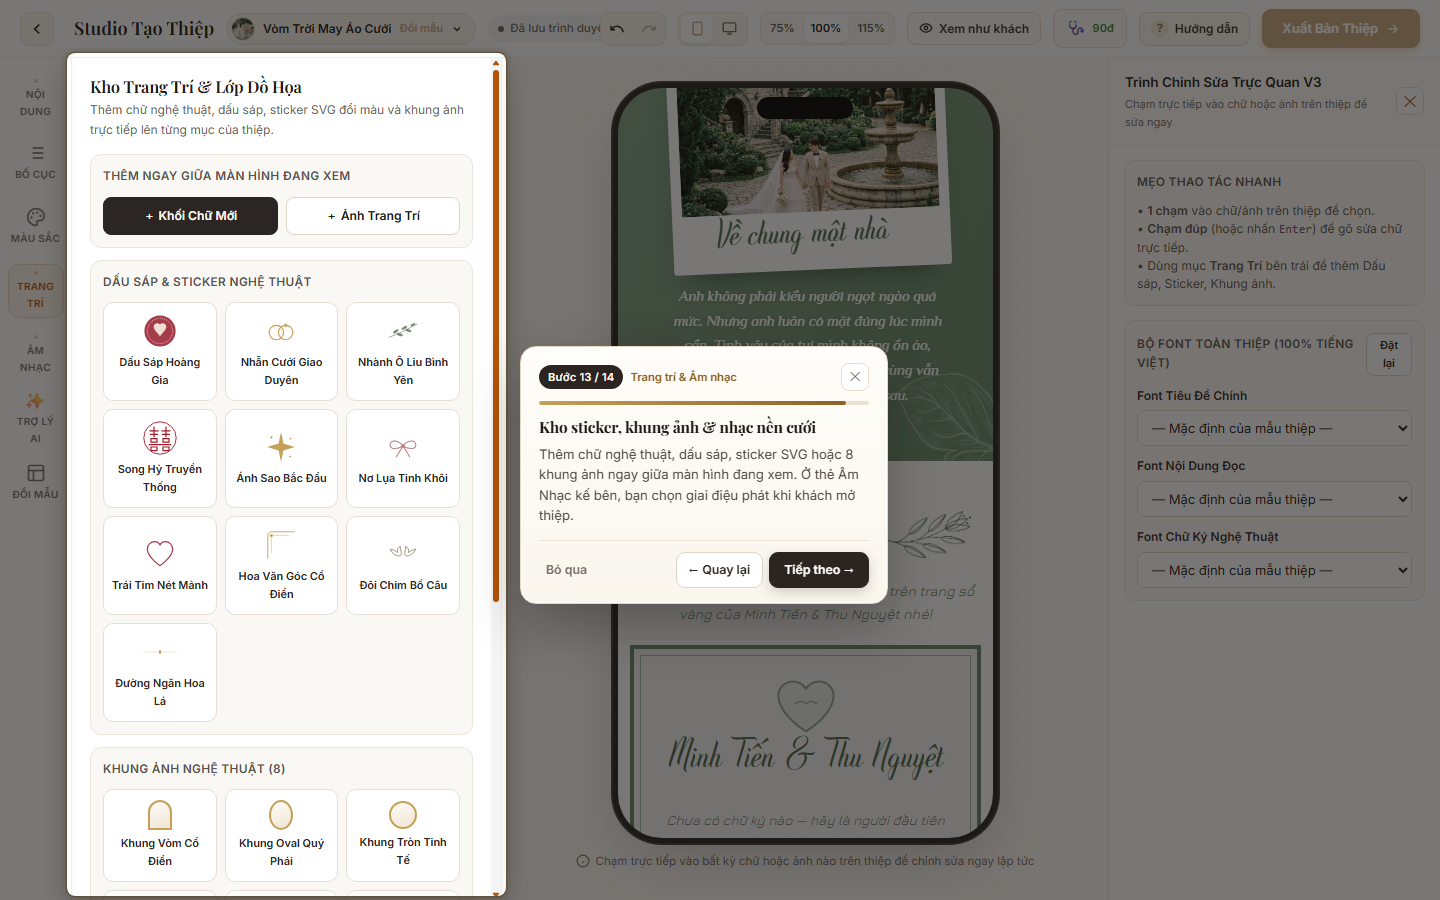 Studio Tạo Thiệp
Vòm Trời May Áo Cưới Đổi mẫu
Đã lưu trình duyệ
75% 100% 115%
Xem như khách
90đ
? Hướng dẫn
Xuất Bản Thiệp →
NỘI DUNG
BỐ CỤC
MÀU SẮC
TRANG TRÍ
ÂM NHẠC
TRỢ LÝ AI
ĐỔI MẪU
Kho Trang Trí & Lớp Đồ Họa
Thêm chữ nghệ thuật, dấu sáp, sticker SVG đổi màu và khung ảnh
trực tiếp lên từng mục của thiệp.
THÊM NGAY GIỮA MÀN HÌNH ĐANG XEM
+ Khối Chữ Mới
+ Ảnh Trang Trí
DẤU SÁP & STICKER NGHỆ THUẬT
Dấu Sáp Hoàng
Gia
Nhẫn Cưới Giao
Duyên
Nhành Ô Liu Bình
Yên
Song Hỷ Truyền
Thống
Ánh Sao Bắc Đẩu
Nơ Lụa Tinh Khôi
Trái Tim Nét Mảnh
Hoa Văn Góc Cổ
Điển
Đôi Chim Bồ Câu
Đường Ngăn Hoa
Lá
KHUNG ẢNH NGHỆ THUẬT (8)
Khung Vòm Cổ
Điển
Khung Oval Quý
Phái
Khung Tròn Tinh
Tế
Về chung một nhà
Anh không phải kiểu người ngọt ngào quá
mức. Nhưng anh luôn có mặt đúng lúc mình
sau.
Bước 13 / 14
Trang trí & Âm nhạc
Kho sticker, khung ảnh & nhạc nền cưới
Thêm chữ nghệ thuật, dấu sáp, sticker SVG hoặc 8
khung ảnh ngay giữa màn hình đang xem. Ở thẻ Âm
Nhạc kế bên, bạn chọn giai điệu phát khi khách mở
thiệp.
Bỏ qua
← Quay lại
Tiếp theo →
trên trang sổ
vàng của Minh Tiến & Thu Nguyệt nhé!
Minh Tiến & Thu Nguyệt
Chưa có chữ ký nào — hãy là người đầu tiên
Chạm trực tiếp vào bất kỳ chữ hoặc ảnh nào trên thiệp để chỉnh sửa ngay lập tức
Trình Chỉnh Sửa Trực Quan V3
Chạm trực tiếp vào chữ hoặc ảnh trên thiệp để
sửa ngay
MẸO THAO TÁC NHANH
• 1 chạm vào chữ/ảnh trên thiệp để chọn.
• Chạm đúp (hoặc nhấn Enter) để gõ sửa chữ
trực tiếp.
• Dùng mục Trang Trí bên trái để thêm Dấu
sáp, Sticker, Khung ảnh.
BỘ FONT TOÀN THIỆP (100% TIẾNG
VIỆT)
Đặt
lại
Font Tiêu Đề Chính
— Mặc định của mẫu thiệp —
Font Nội Dung Đọc
— Mặc định của mẫu thiệp —
Font Chữ Ký Nghệ Thuật
— Mặc định của mẫu thiệp —